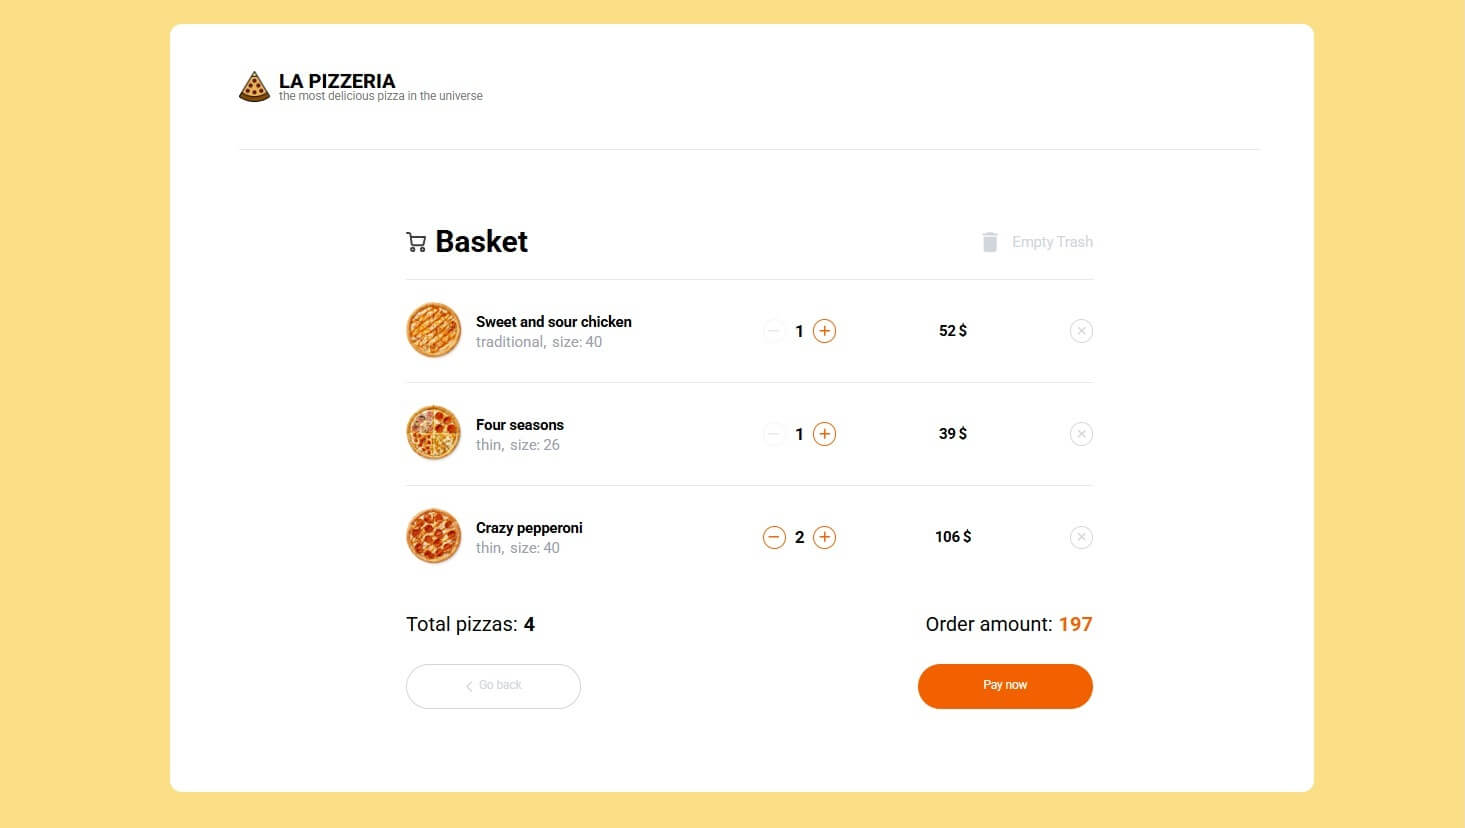 LA PIZZERIA
the most delicious pizza in the universe
Basket
Empty Trash
Sweet and sour chicken
traditional, size: 40
1
52 $
Four seasons
thin, size: 26
1
39 $
Crazy pepperoni
thin, size: 40
2
106 $
Total pizzas: 4
Order amount: 197
Go back
Pay now